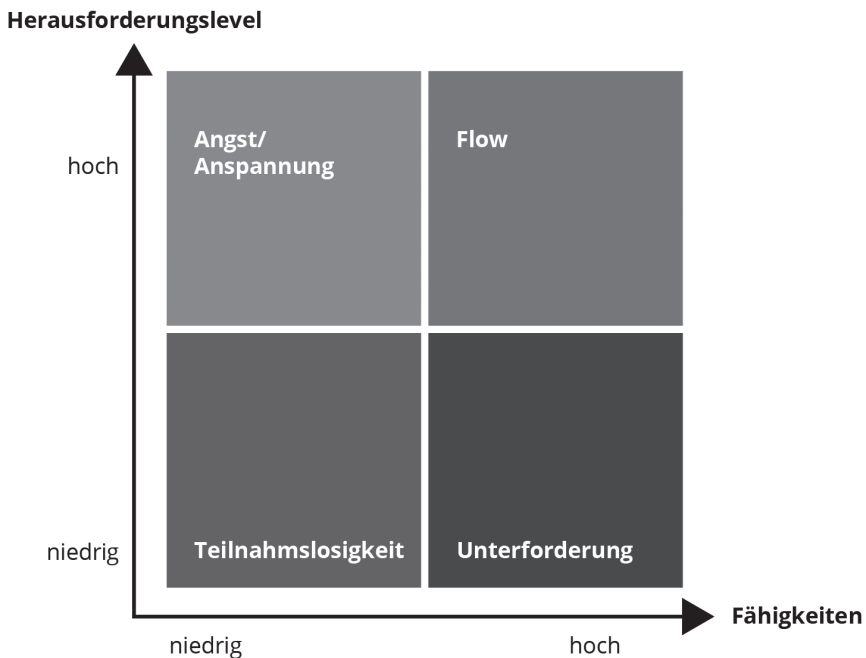 Herausforderungslevel
hoch
Angst/
Anspannung
Flow
niedrig
Teilnahmslosigkeit
Unterforderung
Fähigkeiten
niedrig
hoch